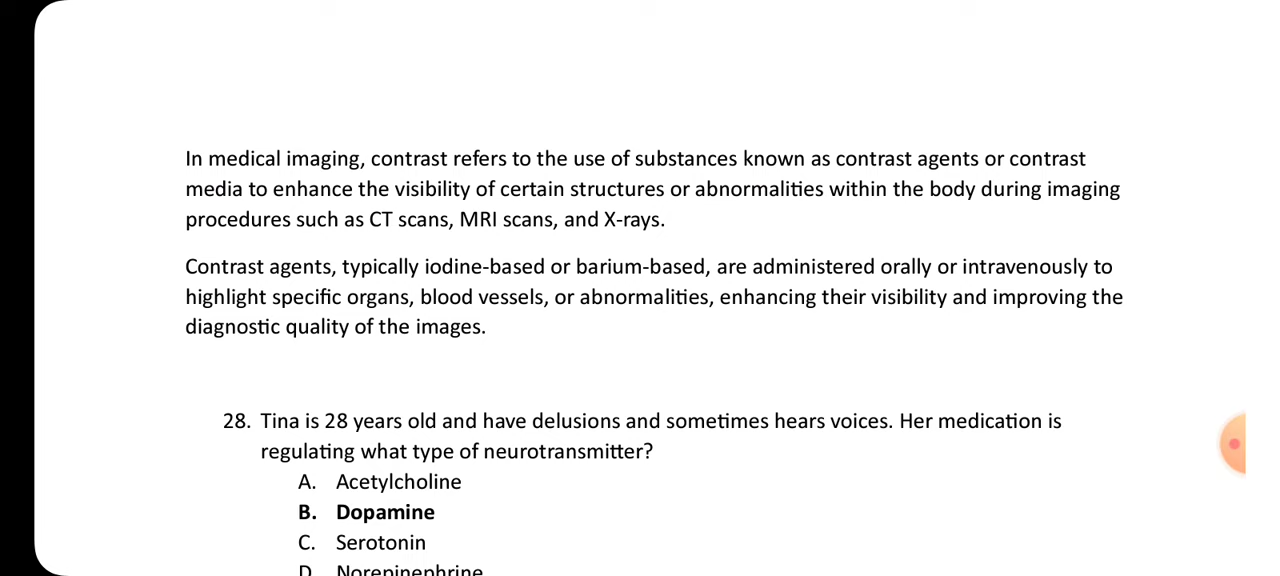 In medical imaging, contrast refers to the use of substances known as contrast agents or contrast
media to enhance the visibility of certain structures or abnormalities within the body during imaging
procedures such as CT scans, MRI scans, and X-rays.
Contrast agents, typically iodine-based or barium-based, are administered orally or intravenously to
highlight specific organs, blood vessels, or abnormalities, enhancing their visibility and improving the
diagnostic quality of the images.
28. Tina is 28 years old and have delusions and sometimes hears voices. Her medication is
regulating what type of neurotransmitter?
A. Acetylcholine
B. Dopamine
C. Serotonin
D. Norepinephrine